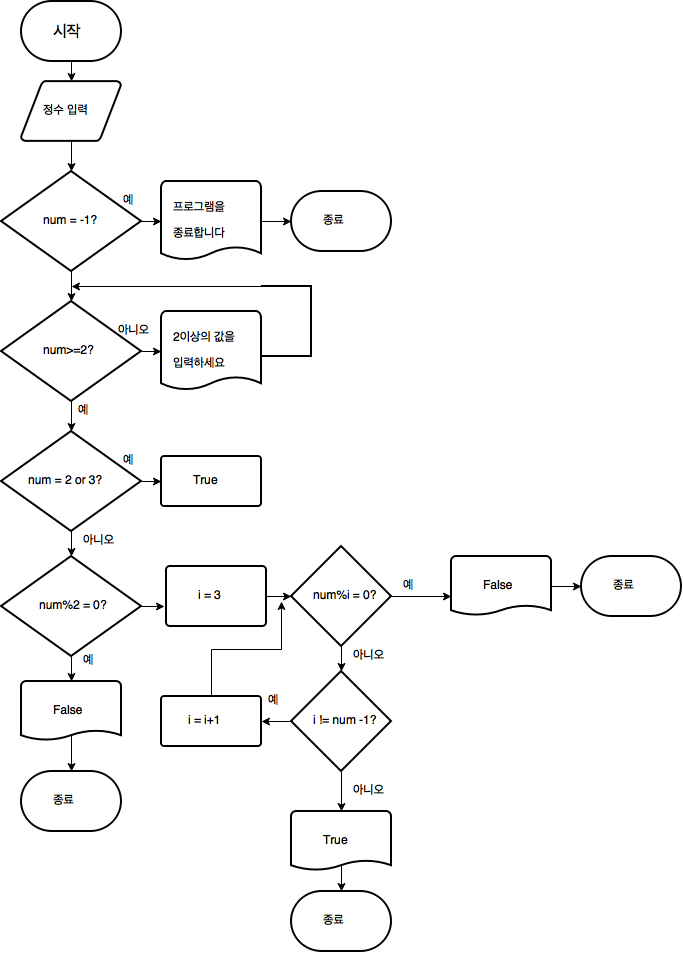 시작
정수 입력
num = -1?
예
프로그램을
종료합니다
종료
num>=2?
아니오
2이상의 값을
입력하세요
예
num = 2 or 3?
예
True
아니오
num%2 = 0?
i = 3
num%i = 0?
예
False
종료
예
False
종료
아니오
i != num -1?
예
i = i+1
아니오
True
종료